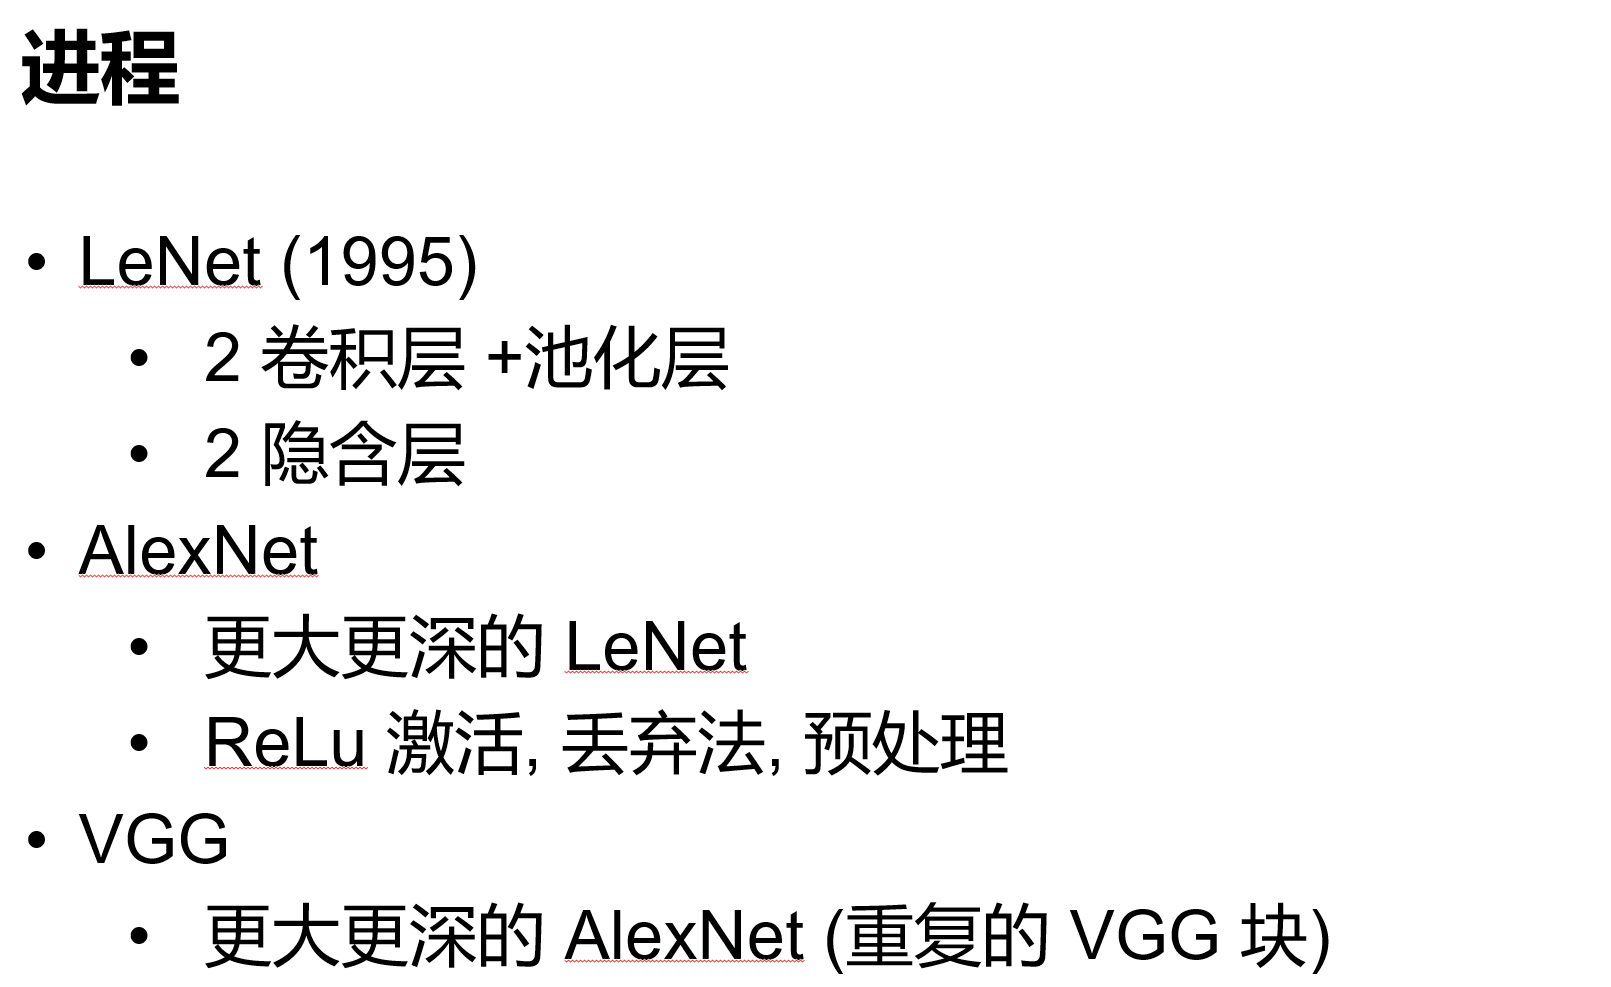 进程
• LeNet (1995)
• 2 卷积层 +池化层
• 2 隐含层
• AlexNet
• 更大更深的 LeNet
• ReLu 激活, 丢弃法, 预处理
• VGG
• 更大更深的 AlexNet (重复的 VGG 块)